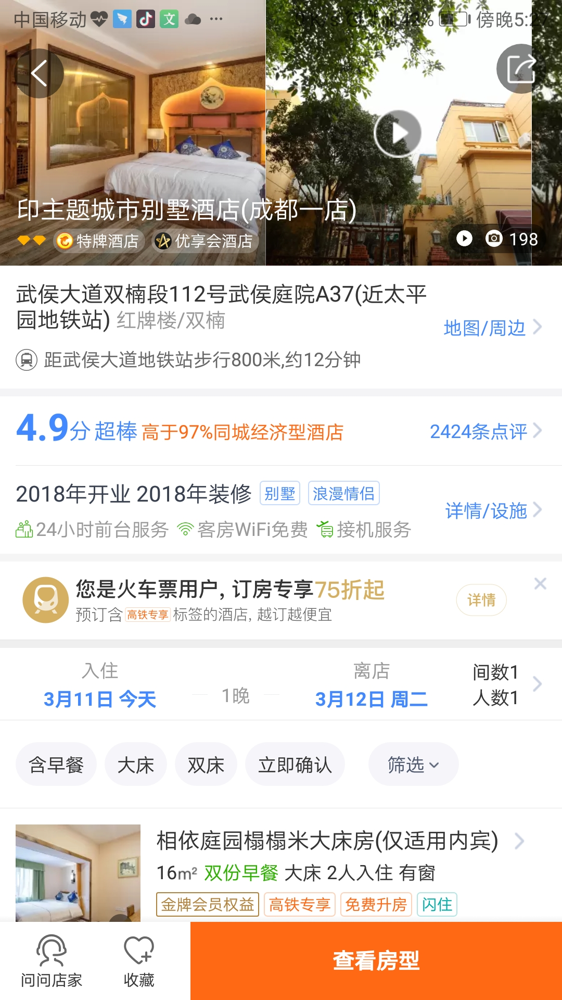 中国移动
42% 傍晚5:27
印主题城市别墅酒店(成都一店)
特牌酒店 优享会酒店
198
武侯大道双楠段112号武侯庭院A37(近太平
园地铁站) 红牌楼/双楠
地图/周边
距武侯大道地铁站步行800米,约12分钟
4.9分 超棒 高于97%同城经济型酒店 2424条点评
2018年开业 2018年装修 别墅 浪漫情侣
详情/设施
24小时前台服务 客房WiFi免费 接机服务
您是火车票用户, 订房专享75折起
详情
预订含 高铁专享 标签的酒店, 越订越便宜
入住 离店 间数1
3月11日 今天 1晚 3月12日 周二 人数1
含早餐 大床 双床 立即确认 筛选
相依庭园榻榻米大床房(仅适用内宾)
16m² 双份早餐 大床 2人入住 有窗
金牌会员权益 高铁专享 免费升房 闪住
查看房型
问问店家 收藏